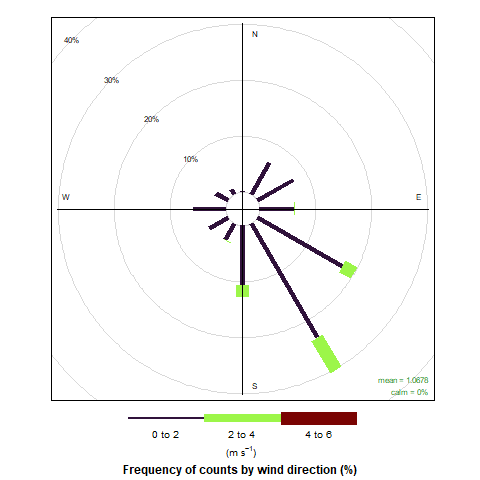 40%
N
30%
20%
10%
W
E
S
mean = 1.0678
calm = 0%
0 to 2
2 to 4
4 to 6
(m s⁻¹)
Frequency of counts by wind direction (%)